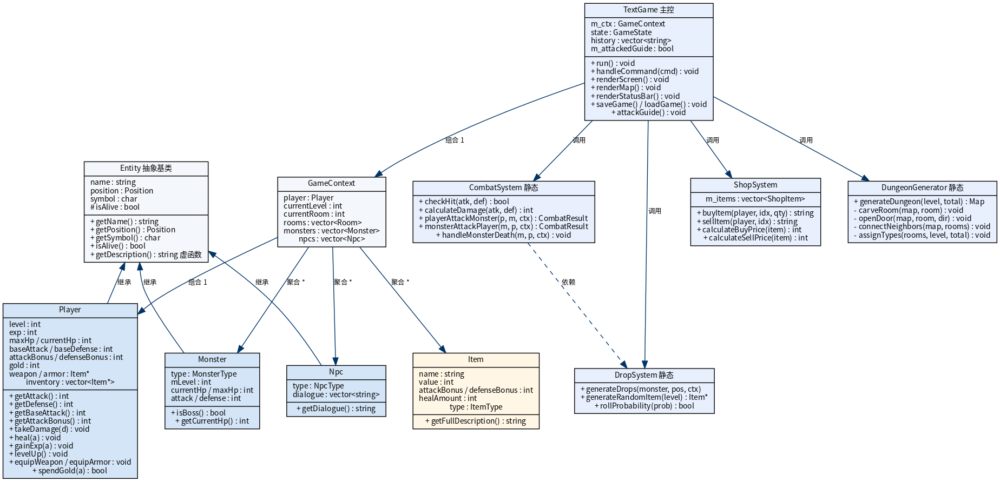 TextGame 主控
m_ctx : GameContext
state : GameState
history : vector<string>
m_attackedGuide : bool
+ run() : void
+ handleCommand(cmd) : void
+ renderScreen() : void
+ renderMap() : void
+ renderStatusBar() : void
+ saveGame() / loadGame() : void
+ attackGuide() : void
组合 1
调用
调用
调用
调用
Entity 抽象基类
name : string
position : Position
symbol : char
# isAlive : bool
+ getName() : string
+ getPosition() : Position
+ getSymbol() : char
+ isAlive() : bool
+ getDescription() : string 虚函数
GameContext
player : Player
currentLevel : int
currentRoom : int
rooms : vector<Room>
monsters : vector<Monster>
npcs : vector<Npc>
CombatSystem 静态
+ checkHit(atk, def) : bool
+ calculateDamage(atk, def) : int
+ playerAttackMonster(p, m, ctx) : CombatResult
+ monsterAttackPlayer(m, p, ctx) : CombatResult
+ handleMonsterDeath(m, p, ctx) : void
ShopSystem
m_items : vector<ShopItem>
+ buyItem(player, idx, qty) : string
+ sellItem(player, idx) : string
+ calculateBuyPrice(item) : int
+ calculateSellPrice(item) : int
DungeonGenerator 静态
+ generateDungeon(level, total) : Map
- carveRoom(map, room) : void
- openDoor(map, room, dir) : void
- connectNeighbors(map, rooms) : void
- assignTypes(rooms, level, total) : void
继承
继承
组合 1
继承
聚合 *
聚合 *
聚合 *
依赖
Player
level : int
exp : int
maxHp / currentHp : int
baseAttack / baseDefense : int
attackBonus / defenseBonus : int
gold : int
weapon / armor : Item*
inventory : vector<Item*>
+ getAttack() : int
+ getDefense() : int
+ getBaseAttack() : int
+ getAttackBonus() : int
+ takeDamage(d) : void
+ heal(a) : void
+ gainExp(a) : void
+ levelUp() : void
+ equipWeapon / equipArmor : void
+ spendGold(a) : bool
Monster
type : MonsterType
mLevel : int
currentHp / maxHp : int
attack / defense : int
+ isBoss() : bool
+ getCurrentHp() : int
Npc
type : NpcType
dialogue : vector<string>
+ getDialogue() : string
Item
name : string
value : int
attackBonus / defenseBonus : int
healAmount : int
type : ItemType
+ getFullDescription() : string
DropSystem 静态
+ generateDrops(monster, pos, ctx)
+ generateRandomItem(level) : Item*
+ rollProbability(prob) : bool